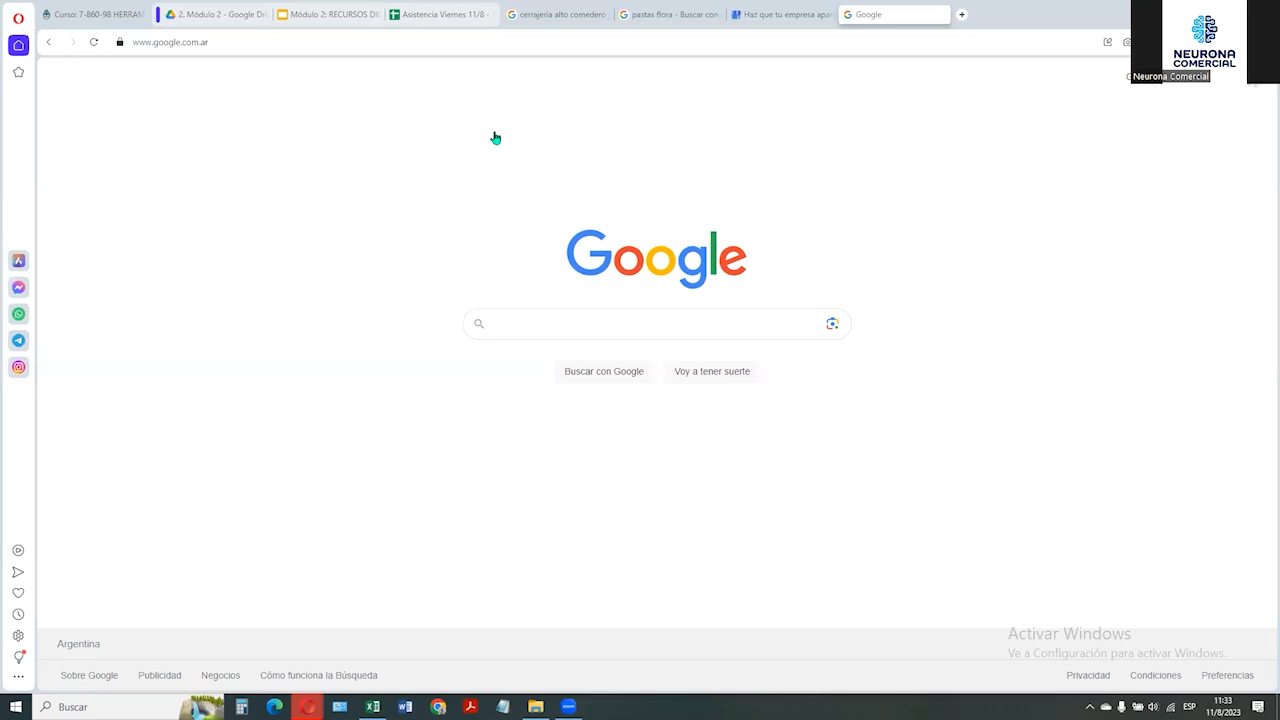 Curso: 7-860-98 HERRAM
2. Módulo 2 - Google Dri
Módulo 2: RECURSOS DIG
Asistencia Viernes 11/8 -
cerrajeria alto comedero
pastas flora - Buscar con
Haz que tu empresa apar
Google
www.google.com.ar
NEURONA
COMERCIAL
Neurona Comercial
Google
Buscar con Google
Voy a tener suerte
Argentina
Activar Windows
Ve a Configuración para activar Windows.
Sobre Google
Publicidad
Negocios
Cómo funciona la Búsqueda
Privacidad
Condiciones
Preferencias
Buscar
ESP
11:33
11/8/2023